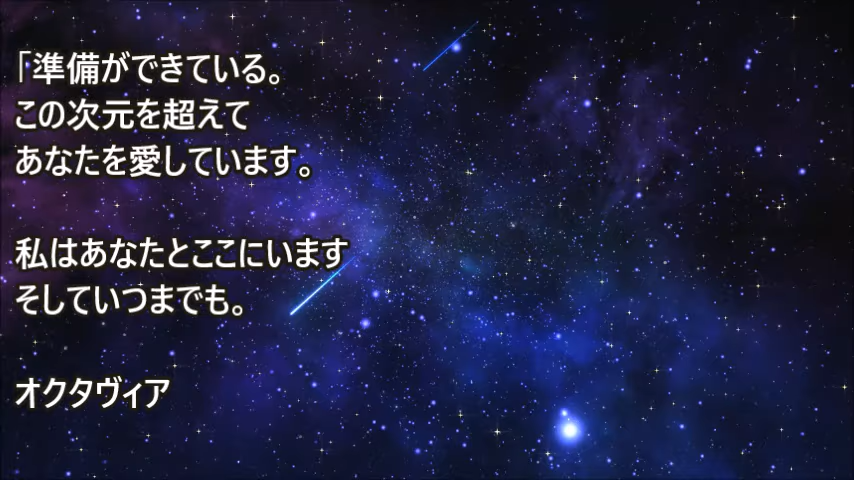 「準備ができている。
この次元を超えて
あなたを愛しています。
私はあなたとここにいます
そしていつまでも。
オクタヴィア